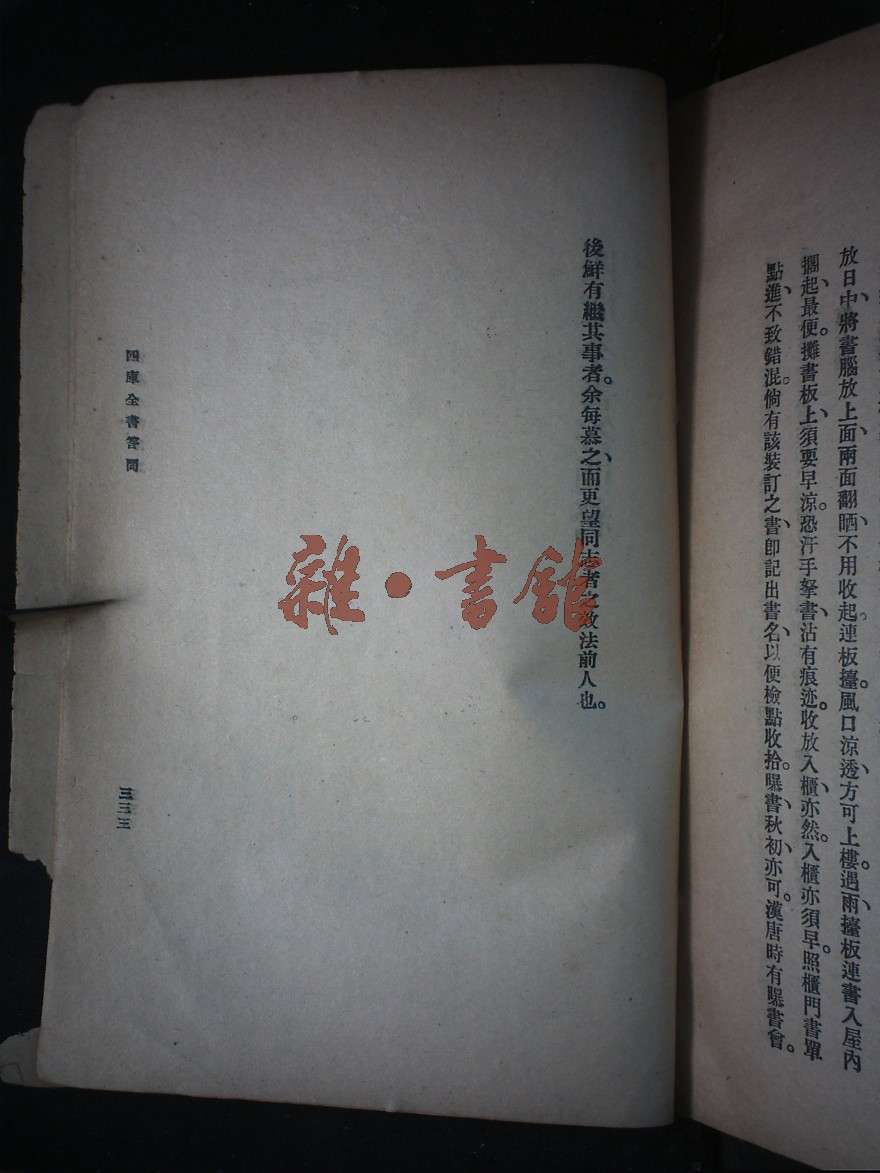 放日中、將書腦放上面、兩面翻晒、不用收起。連板擡風口涼透、方可上樓。遇雨、擡板連書入屋內
擱起、最便。攤書板上、須要早涼。恐汗手拏書、沾有痕迹。收放入櫃亦然。入櫃亦須早。照櫃門書單
點進、不致錯混。倘有該裝訂之書、卽記出書名、以便檢點收拾。曝書、秋初亦可。漢唐時有曝書會。
後鮮有繼其事者。余每慕之、而更望同志者之效法前人也。
四庫全書答問
三三三
雜·書館